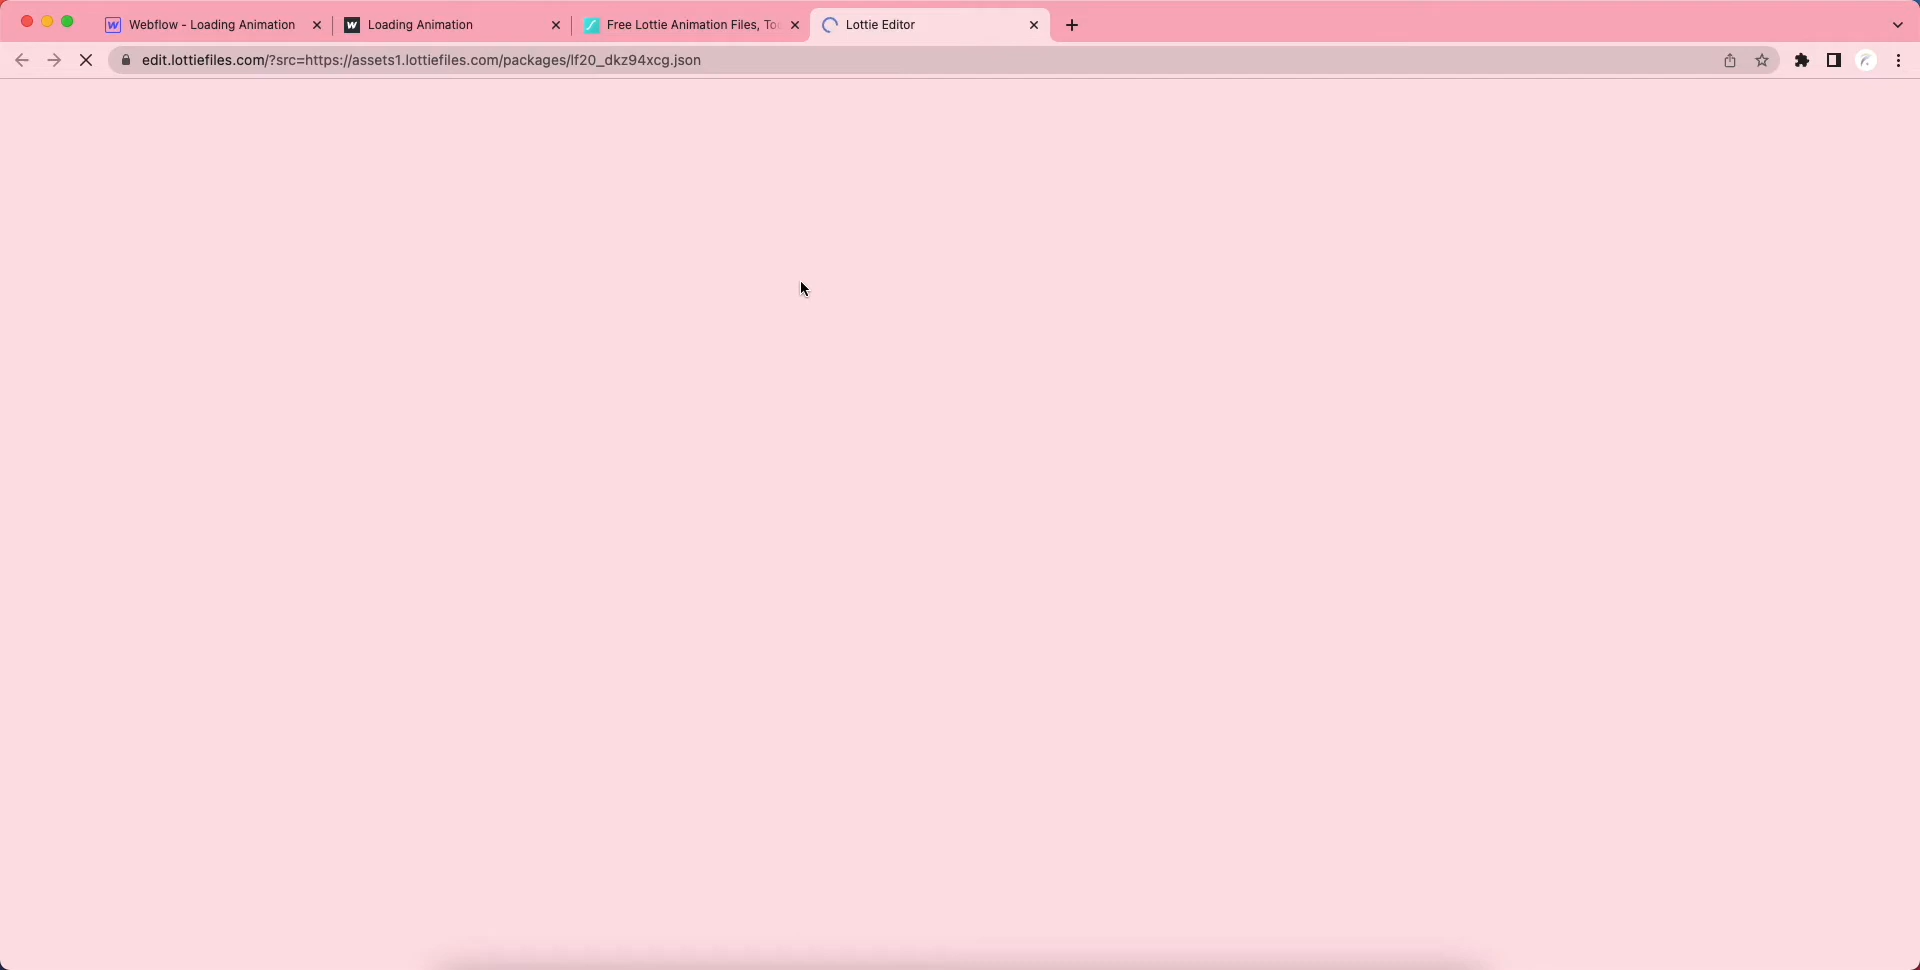 Webflow - Loading Animation
Loading Animation
Free Lottie Animation Files, Too
Lottie Editor
edit.lottiefiles.com/?src=https://assets1.lottiefiles.com/packages/lf20_dkz94xcg.json